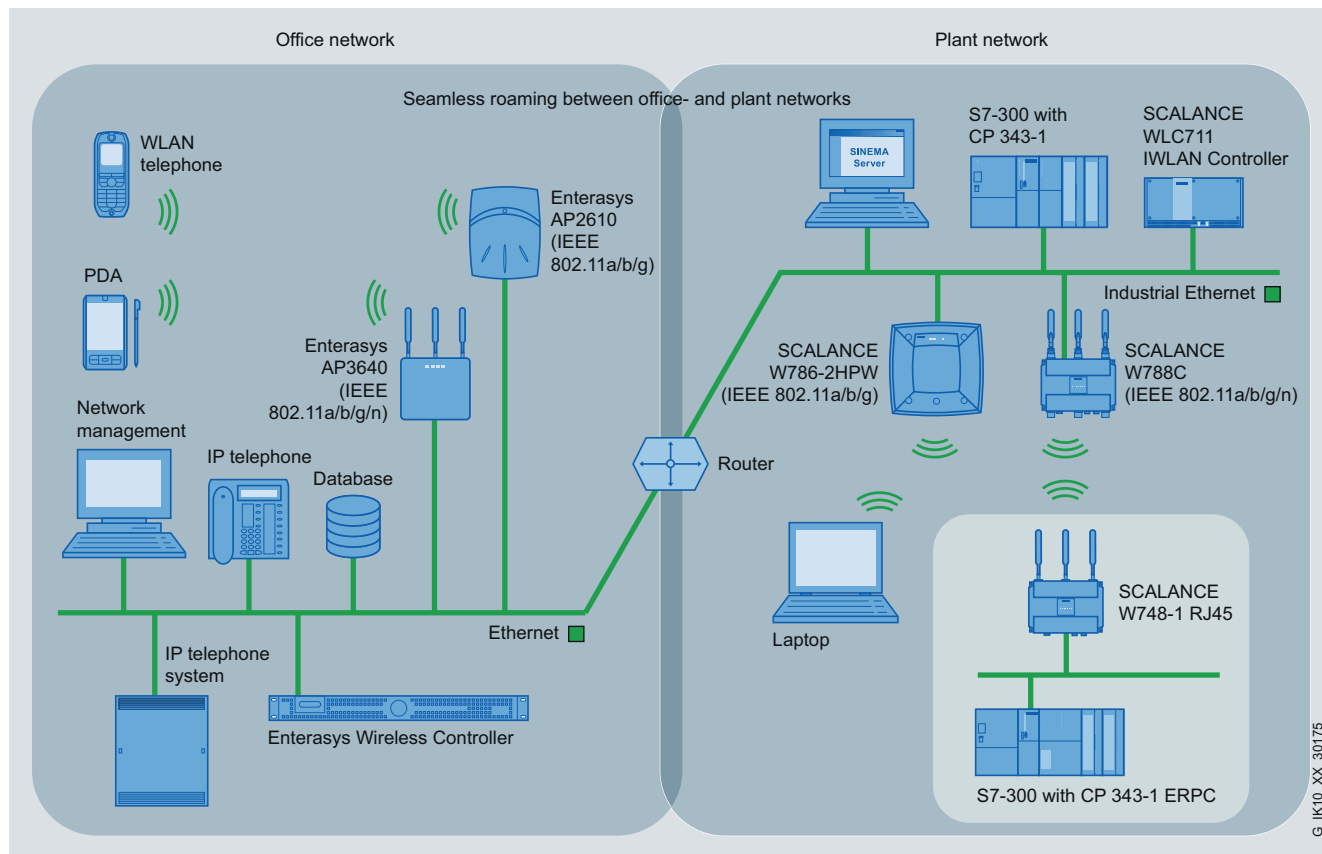 Office network
Plant network
Seamless roaming between office- and plant networks
WLAN
telephone
Enterasys
AP2610
(IEEE
802.11a/b/g)
PDA
Enterasys
AP3640
(IEEE
802.11a/b/g/n)
Network
management
IP telephone
Database
Ethernet
IP telephone
system
Enterasys Wireless Controller
Router
SINEMA
Server
S7-300 with
CP 343-1
SCALANCE
WLC711
IWLAN Controller
Industrial Ethernet
SCALANCE
W786-2HPW
(IEEE 802.11a/b/g)
SCALANCE
W788C
(IEEE 802.11a/b/g/n)
Laptop
SCALANCE
W748-1 RJ45
S7-300 with CP 343-1 ERPC
G_IK10_XX_30175